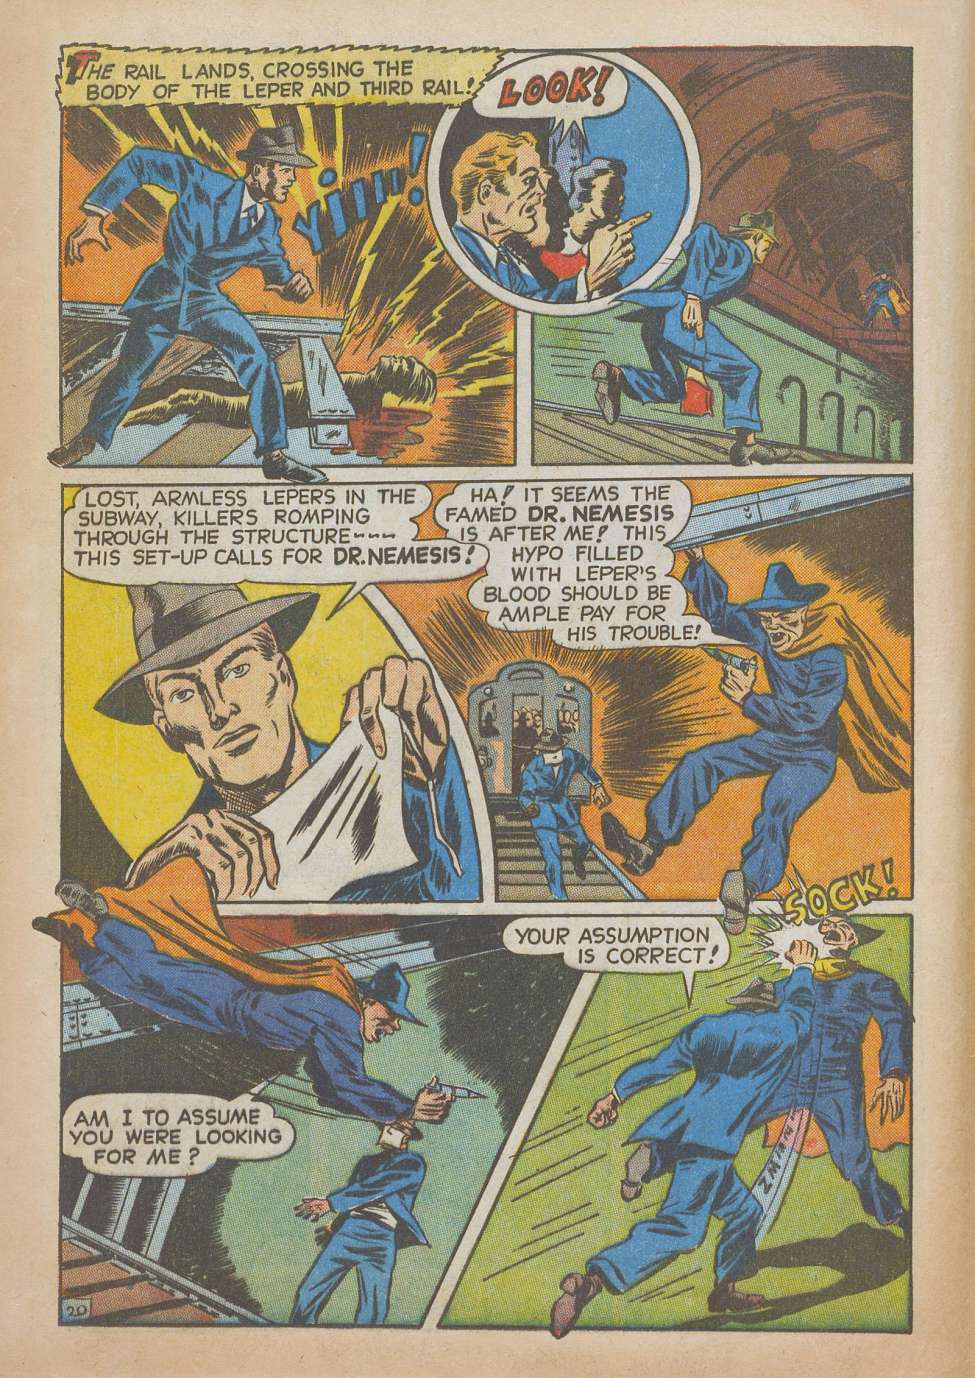 THE RAIL LANDS, CROSSING THE
BODY OF THE LEPER AND THIRD RAIL!
Yiiii!
LOOK!
LOST, ARMLESS LEPERS IN THE
SUBWAY, KILLERS ROMPING
THROUGH THE STRUCTURE----
THIS SET-UP CALLS FOR DR. NEMESIS!
HA! IT SEEMS THE
FAMED DR. NEMESIS
IS AFTER ME! THIS
HYPO FILLED
WITH LEPER'S
BLOOD SHOULD BE
AMPLE PAY FOR
HIS TROUBLE!
AM I TO ASSUME
YOU WERE LOOKING
FOR ME?
YOUR ASSUMPTION
IS CORRECT!
SOCK!
20